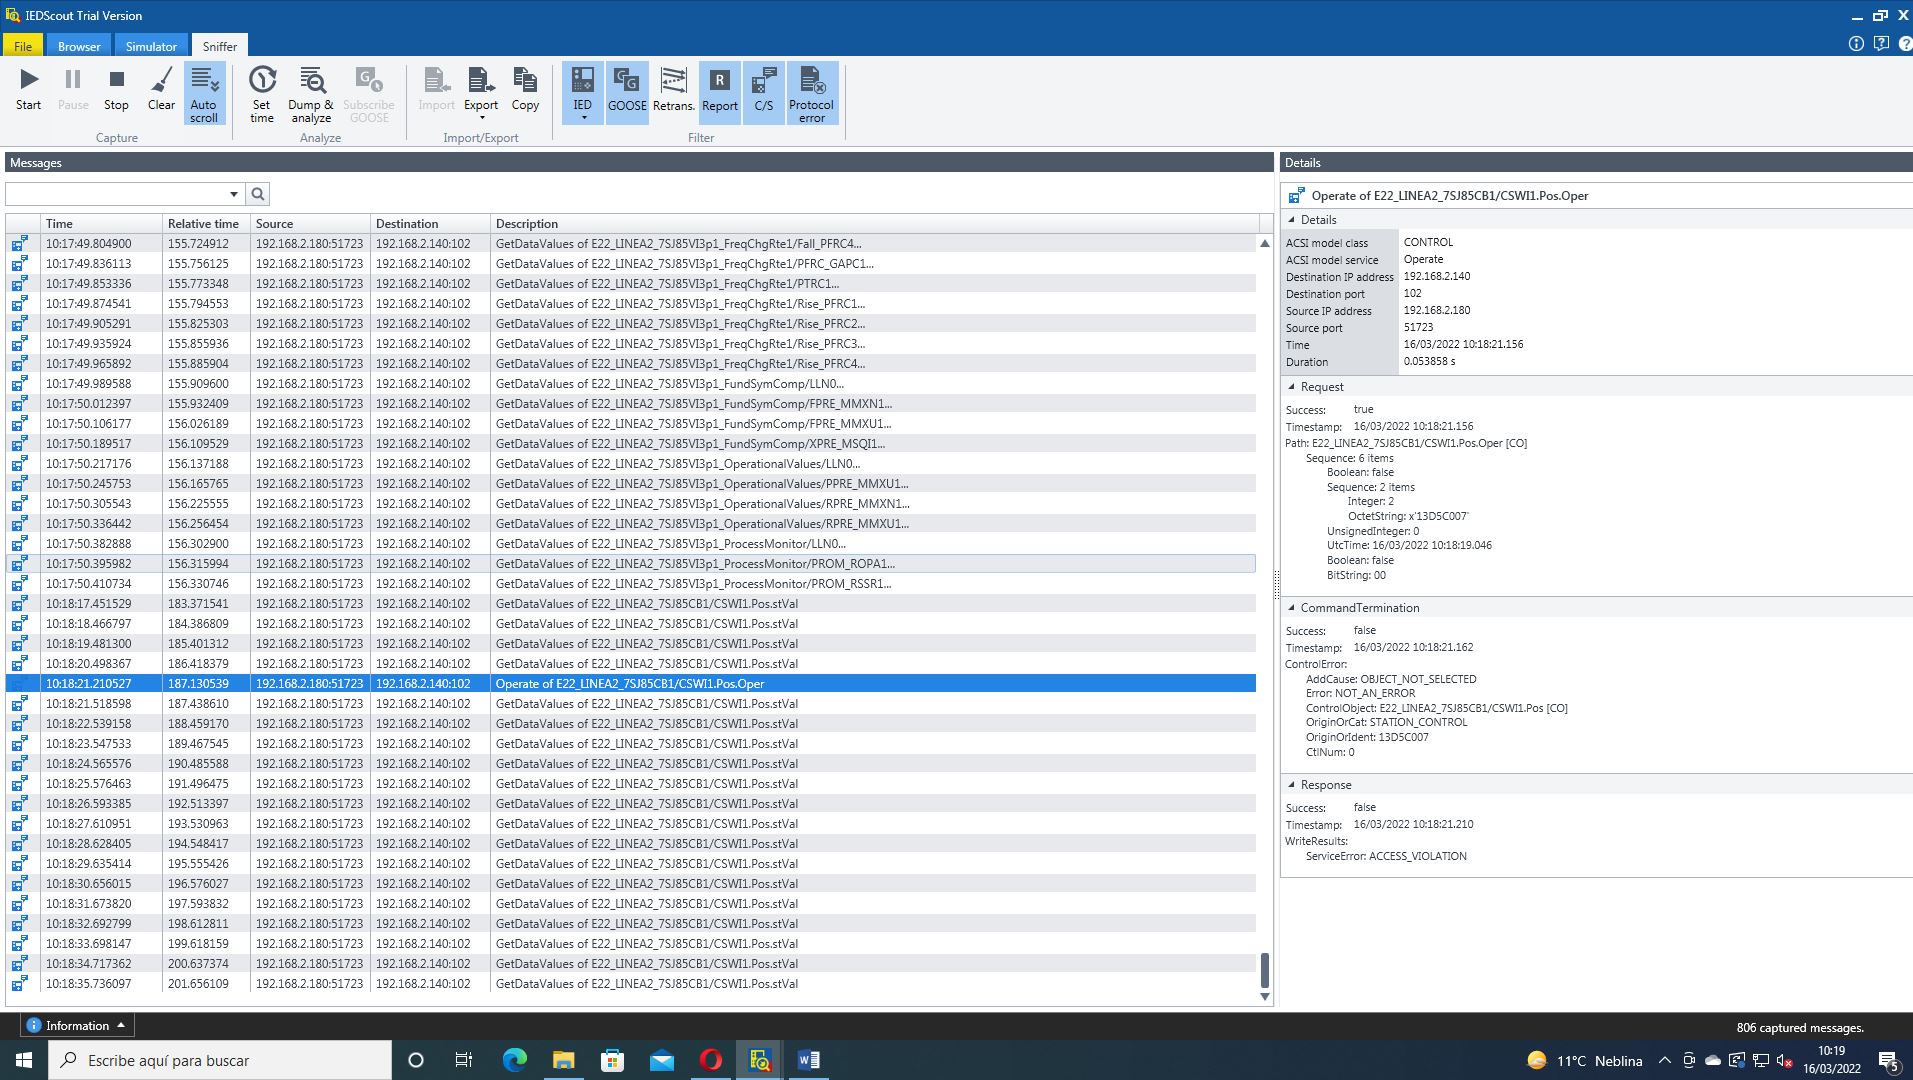 IEDScout Trial Version
File Browser Simulator Sniffer
Start Pause Stop Clear Auto scroll Set time Dump & analyze Subscribe GOOSE Import Export Copy IED GOOSE Retrans. Report C/S Protocol error
Capture Analyze Import/Export Filter
Messages
Time Relative time Source Destination Description
10:17:49.804900 155.724912 192.168.2.180:51723 192.168.2.140:102 GetDataValues of E22_LINEA2_7SJ85VI3p1_FreqChgRte1/Fall_PFRC4...
10:17:49.836113 155.756125 192.168.2.180:51723 192.168.2.140:102 GetDataValues of E22_LINEA2_7SJ85VI3p1_FreqChgRte1/PFRC_GAPC1...
10:17:49.853336 155.773348 192.168.2.180:51723 192.168.2.140:102 GetDataValues of E22_LINEA2_7SJ85VI3p1_FreqChgRte1/PTRC1...
10:17:49.874541 155.794553 192.168.2.180:51723 192.168.2.140:102 GetDataValues of E22_LINEA2_7SJ85VI3p1_FreqChgRte1/Rise_PFRC1...
10:17:49.905291 155.825303 192.168.2.180:51723 192.168.2.140:102 GetDataValues of E22_LINEA2_7SJ85VI3p1_FreqChgRte1/Rise_PFRC2...
10:17:49.935924 155.855936 192.168.2.180:51723 192.168.2.140:102 GetDataValues of E22_LINEA2_7SJ85VI3p1_FreqChgRte1/Rise_PFRC3...
10:17:49.965892 155.885904 192.168.2.180:51723 192.168.2.140:102 GetDataValues of E22_LINEA2_7SJ85VI3p1_FreqChgRte1/Rise_PFRC4...
10:17:49.989588 155.909600 192.168.2.180:51723 192.168.2.140:102 GetDataValues of E22_LINEA2_7SJ85VI3p1_FundSymComp/LLN0...
10:17:50.012397 155.932409 192.168.2.180:51723 192.168.2.140:102 GetDataValues of E22_LINEA2_7SJ85VI3p1_FundSymComp/FPRE_MMXN1...
10:17:50.106177 156.026189 192.168.2.180:51723 192.168.2.140:102 GetDataValues of E22_LINEA2_7SJ85VI3p1_FundSymComp/FPRE_MMXU1...
10:17:50.189517 156.109529 192.168.2.180:51723 192.168.2.140:102 GetDataValues of E22_LINEA2_7SJ85VI3p1_FundSymComp/XPRE_MSQI1...
10:17:50.217176 156.137188 192.168.2.180:51723 192.168.2.140:102 GetDataValues of E22_LINEA2_7SJ85VI3p1_OperationalValues/LLN0...
10:17:50.245753 156.165765 192.168.2.180:51723 192.168.2.140:102 GetDataValues of E22_LINEA2_7SJ85VI3p1_OperationalValues/PPRE_MMXU1...
10:17:50.305543 156.225555 192.168.2.180:51723 192.168.2.140:102 GetDataValues of E22_LINEA2_7SJ85VI3p1_OperationalValues/RPRE_MMXN1...
10:17:50.336442 156.256454 192.168.2.180:51723 192.168.2.140:102 GetDataValues of E22_LINEA2_7SJ85VI3p1_OperationalValues/RPRE_MMXU1...
10:17:50.382888 156.302900 192.168.2.180:51723 192.168.2.140:102 GetDataValues of E22_LINEA2_7SJ85VI3p1_ProcessMonitor/LLN0...
10:17:50.395982 156.315994 192.168.2.180:51723 192.168.2.140:102 GetDataValues of E22_LINEA2_7SJ85VI3p1_ProcessMonitor/PROM_ROPA1...
10:17:50.410734 156.330746 192.168.2.180:51723 192.168.2.140:102 GetDataValues of E22_LINEA2_7SJ85VI3p1_ProcessMonitor/PROM_RSSR1...
10:18:17.451529 183.371541 192.168.2.180:51723 192.168.2.140:102 GetDataValues of E22_LINEA2_7SJ85CB1/CSWI1.Pos.stVal
10:18:18.466797 184.386809 192.168.2.180:51723 192.168.2.140:102 GetDataValues of E22_LINEA2_7SJ85CB1/CSWI1.Pos.stVal
10:18:19.481300 185.401312 192.168.2.180:51723 192.168.2.140:102 GetDataValues of E22_LINEA2_7SJ85CB1/CSWI1.Pos.stVal
10:18:20.498367 186.418379 192.168.2.180:51723 192.168.2.140:102 GetDataValues of E22_LINEA2_7SJ85CB1/CSWI1.Pos.stVal
10:18:21.210527 187.130539 192.168.2.180:51723 192.168.2.140:102 Operate of E22_LINEA2_7SJ85CB1/CSWI1.Pos.Oper
10:18:21.518598 187.438610 192.168.2.180:51723 192.168.2.140:102 GetDataValues of E22_LINEA2_7SJ85CB1/CSWI1.Pos.stVal
10:18:22.539158 188.459170 192.168.2.180:51723 192.168.2.140:102 GetDataValues of E22_LINEA2_7SJ85CB1/CSWI1.Pos.stVal
10:18:23.547533 189.467545 192.168.2.180:51723 192.168.2.140:102 GetDataValues of E22_LINEA2_7SJ85CB1/CSWI1.Pos.stVal
10:18:24.565576 190.485588 192.168.2.180:51723 192.168.2.140:102 GetDataValues of E22_LINEA2_7SJ85CB1/CSWI1.Pos.stVal
10:18:25.576463 191.496475 192.168.2.180:51723 192.168.2.140:102 GetDataValues of E22_LINEA2_7SJ85CB1/CSWI1.Pos.stVal
10:18:26.593385 192.513397 192.168.2.180:51723 192.168.2.140:102 GetDataValues of E22_LINEA2_7SJ85CB1/CSWI1.Pos.stVal
10:18:27.610951 193.530963 192.168.2.180:51723 192.168.2.140:102 GetDataValues of E22_LINEA2_7SJ85CB1/CSWI1.Pos.stVal
10:18:28.628405 194.548417 192.168.2.180:51723 192.168.2.140:102 GetDataValues of E22_LINEA2_7SJ85CB1/CSWI1.Pos.stVal
10:18:29.635414 195.555426 192.168.2.180:51723 192.168.2.140:102 GetDataValues of E22_LINEA2_7SJ85CB1/CSWI1.Pos.stVal
10:18:30.656015 196.576027 192.168.2.180:51723 192.168.2.140:102 GetDataValues of E22_LINEA2_7SJ85CB1/CSWI1.Pos.stVal
10:18:31.673820 197.593832 192.168.2.180:51723 192.168.2.140:102 GetDataValues of E22_LINEA2_7SJ85CB1/CSWI1.Pos.stVal
10:18:32.692799 198.612811 192.168.2.180:51723 192.168.2.140:102 GetDataValues of E22_LINEA2_7SJ85CB1/CSWI1.Pos.stVal
10:18:33.698147 199.618159 192.168.2.180:51723 192.168.2.140:102 GetDataValues of E22_LINEA2_7SJ85CB1/CSWI1.Pos.stVal
10:18:34.717362 200.637374 192.168.2.180:51723 192.168.2.140:102 GetDataValues of E22_LINEA2_7SJ85CB1/CSWI1.Pos.stVal
10:18:35.736097 201.656109 192.168.2.180:51723 192.168.2.140:102 GetDataValues of E22_LINEA2_7SJ85CB1/CSWI1.Pos.stVal
Details
Operate of E22_LINEA2_7SJ85CB1/CSWI1.Pos.Oper
Details
ACSI model class CONTROL
ACSI model service Operate
Destination IP address 192.168.2.140
Destination port 102
Source IP address 192.168.2.180
Source port 51723
Time 16/03/2022 10:18:21.156
Duration 0.053858 s
Request
Success: true
Timestamp: 16/03/2022 10:18:21.156
Path: E22_LINEA2_7SJ85CB1/CSWI1.Pos.Oper [CO]
Sequence: 6 items
Boolean: false
Sequence: 2 items
Integer: 2
OctetString: x'13D5C007'
UnsignedInteger: 0
UtcTime: 16/03/2022 10:18:19.046
Boolean: false
BitString: 00
CommandTermination
Success: false
Timestamp: 16/03/2022 10:18:21.162
ControlError:
AddCause: OBJECT_NOT_SELECTED
Error: NOT_AN_ERROR
ControlObject: E22_LINEA2_7SJ85CB1/CSWI1.Pos [CO]
OriginOrCat: STATION_CONTROL
OriginOrIdent: 13D5C007
CtlNum: 0
Response
Success: false
Timestamp: 16/03/2022 10:18:21.210
WriteResults:
ServiceError: ACCESS_VIOLATION
Information
806 captured messages.
Escribe aquí para buscar
11°C Neblina
10:19
16/03/2022
5